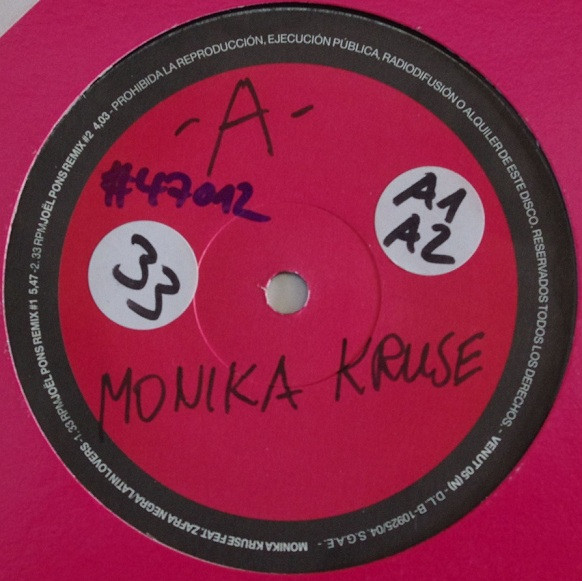 -A-
#47012
A1
A2
33
MONIKA KRUSE
MONIKA KRUSE FEAT. ZAFRA NEGRA: LATIN LOVERS - 1. 33 RPM JOËL PONS REMIX #1 5,47 - 2. 33 RPM JOËL PONS REMIX #2 4,03 - PROHIBIDA LA REPRODUCCIÓN, EJECUCIÓN PÚBLICA, RADIODIFUSIÓN O ALQUILER DE ESTE DISCO. RESERVADOS TODOS LOS DERECHOS. - VENUT 05 (N) - D.L. B-10925/04. S.G.A.E. -